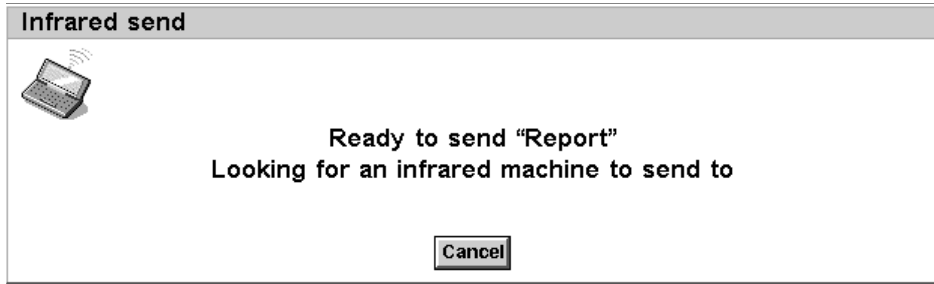 Infrared send
Ready to send “Report”
Looking for an infrared machine to send to
Cancel